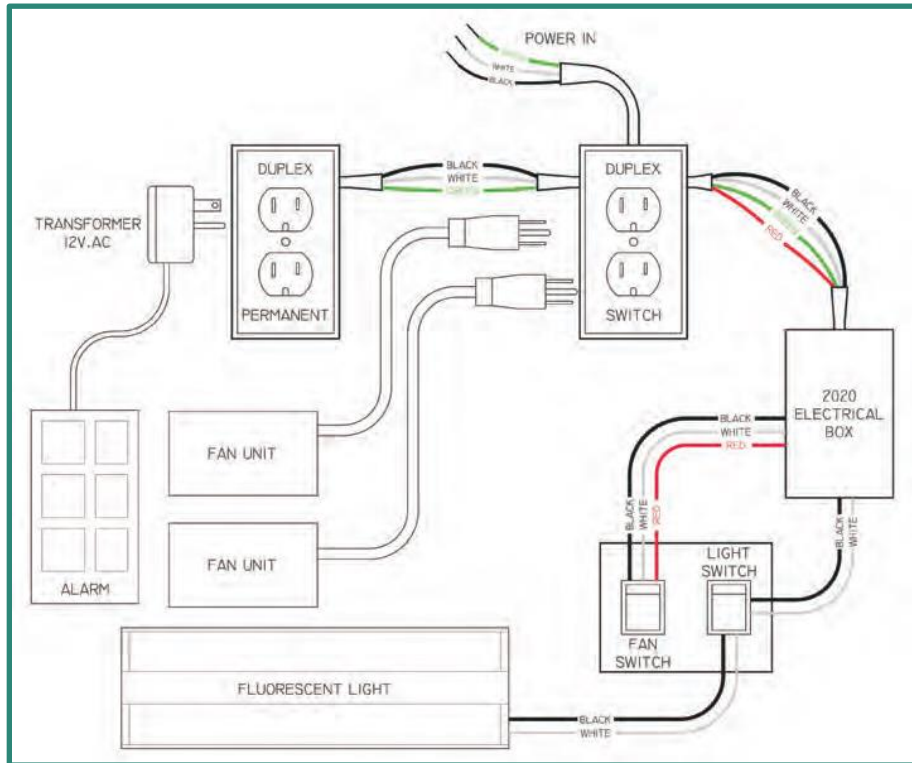 POWER IN
GREEN
WHITE
BLACK
DUPLEX
PERMANENT
BLACK
WHITE
GREEN
DUPLEX
SWITCH
BLACK
WHITE
GREEN
RED
TRANSFORMER
12V.AC
2020
ELECTRICAL
BOX
BLACK
WHITE
RED
BLACK
WHITE
RED
BLACK
WHITE
ALARM
FAN UNIT
FAN UNIT
LIGHT
SWITCH
FAN
SWITCH
FLUORESCENT LIGHT
BLACK
WHITE